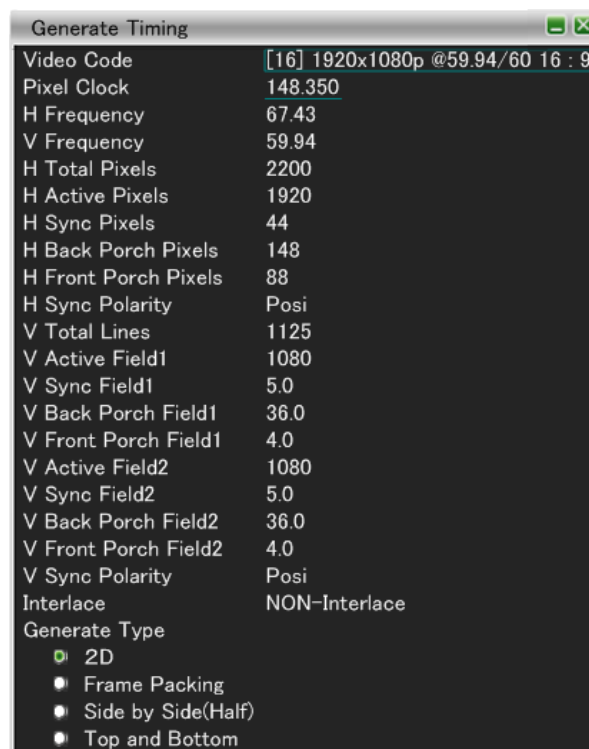 Generate Timing
Video Code [16] 1920x1080p @59.94/60 16 : 9
Pixel Clock 148.350
H Frequency 67.43
V Frequency 59.94
H Total Pixels 2200
H Active Pixels 1920
H Sync Pixels 44
H Back Porch Pixels 148
H Front Porch Pixels 88
H Sync Polarity Posi
V Total Lines 1125
V Active Field1 1080
V Sync Field1 5.0
V Back Porch Field1 36.0
V Front Porch Field1 4.0
V Active Field2 1080
V Sync Field2 5.0
V Back Porch Field2 36.0
V Front Porch Field2 4.0
V Sync Polarity Posi
Interlace NON-Interlace
Generate Type
2D
Frame Packing
Side by Side(Half)
Top and Bottom